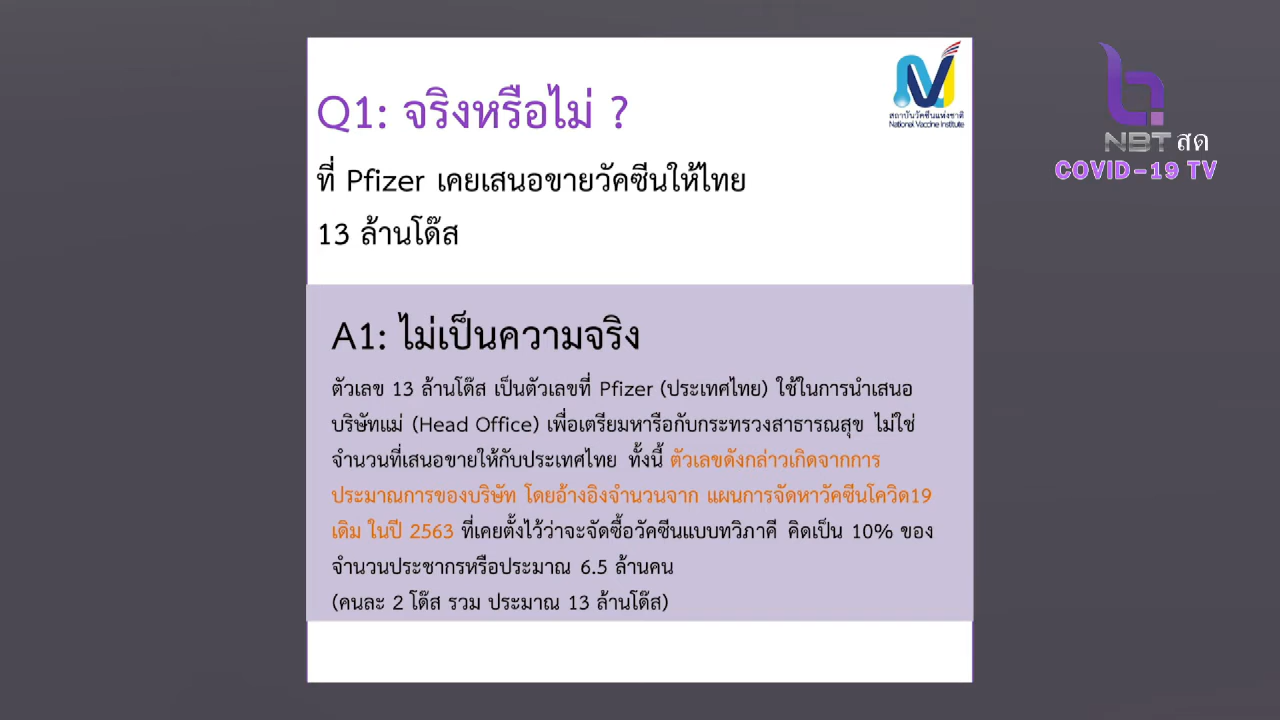 Q1: จริงหรือไม่ ?
สถาบันวัคซีนแห่งชาติ
National Vaccine Institute
NBT สด
COVID-19 TV
ที่ Pfizer เคยเสนอขายวัคซีนให้ไทย
13 ล้านโด๊ส
A1: ไม่เป็นความจริง
ตัวเลข 13 ล้านโด๊ส เป็นตัวเลขที่ Pfizer (ประเทศไทย) ใช้ในการนำเสนอ
บริษัทแม่ (Head Office) เพื่อเตรียมหารือกับกระทรวงสาธารณสุข ไม่ใช่
จำนวนที่เสนอขายให้กับประเทศไทย ทั้งนี้ ตัวเลขดังกล่าวเกิดจากการ
ประมาณการของบริษัท โดยอ้างอิงจำนวนจาก แผนการจัดหาวัคซีนโควิด19
เดิม ในปี 2563 ที่เคยตั้งไว้ว่าจะจัดซื้อวัคซีนแบบทวิภาคี คิดเป็น 10% ของ
จำนวนประชากรหรือประมาณ 6.5 ล้านคน
(คนละ 2 โด๊ส รวม ประมาณ 13 ล้านโด๊ส)